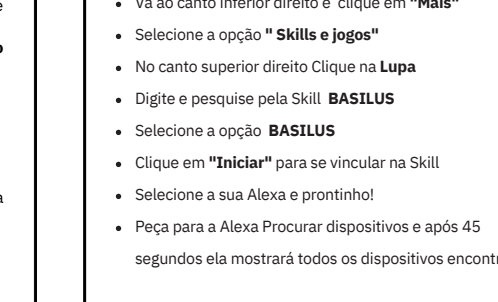 e
o
a
• Vá ao canto inferior direito e clique em "Mais"
• Selecione a opção " Skills e jogos"
• No canto superior direito Clique na Lupa
• Digite e pesquise pela Skill BASILUS
• Selecione a opção BASILUS
• Clique em "Iniciar" para se vincular na Skill
• Selecione a sua Alexa e prontinho!
• Peça para a Alexa Procurar dispositivos e após 45
segundos ela mostrará todos os dispositivos encontr